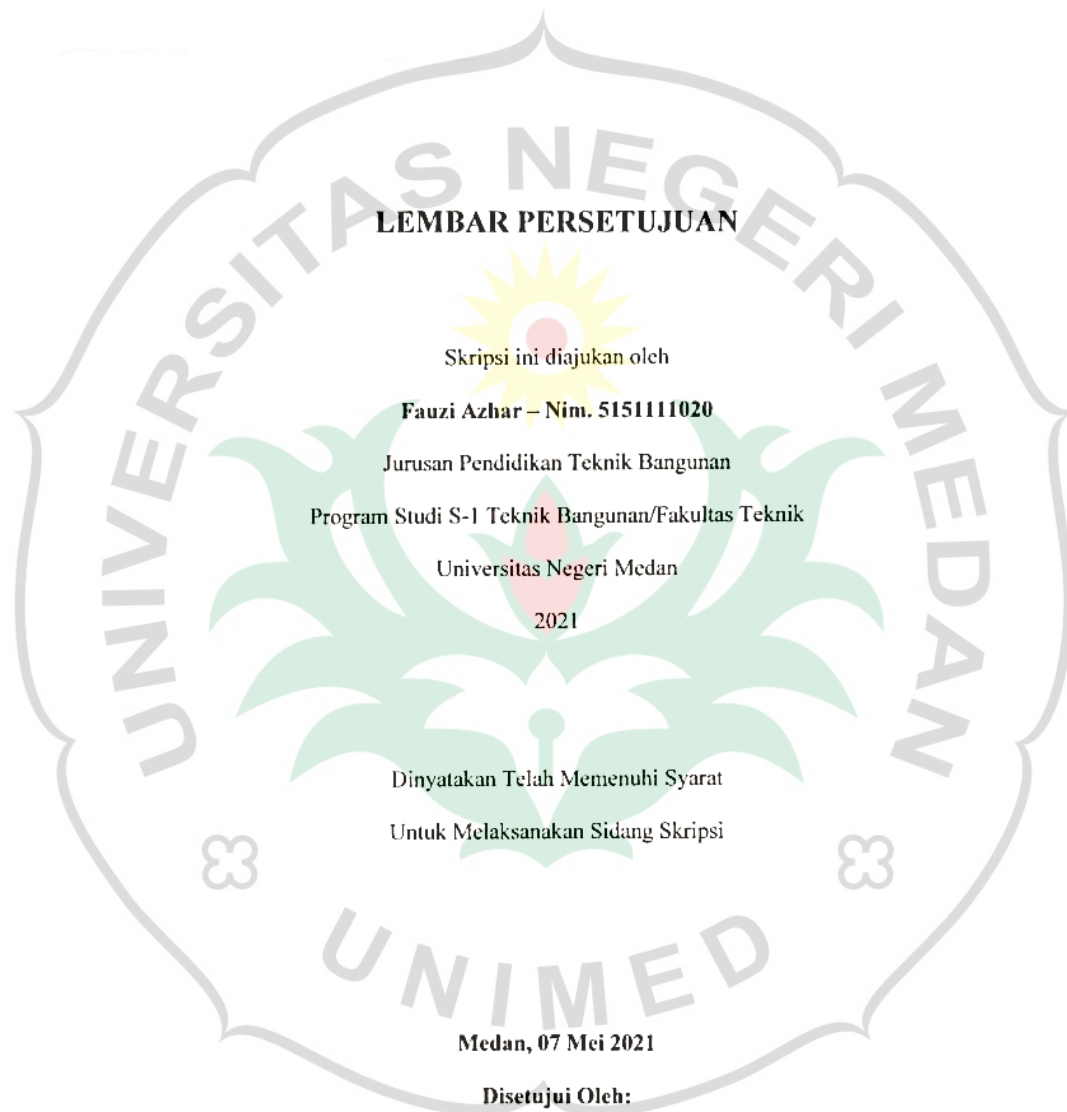 UNIVERSITAS NEGERI MEDAN
LEMBAR PERSETUJUAN
Skripsi ini diajukan oleh
Fauzi Azhar – Nim. 5151111020
Jurusan Pendidikan Teknik Bangunan
Program Studi S-1 Teknik Bangunan/Fakultas Teknik
Universitas Negeri Medan
2021
Dinyatakan Telah Memenuhi Syarat
Untuk Melaksanakan Sidang Skripsi
UNIMED
Medan, 07 Mei 2021
Disetujui Oleh: